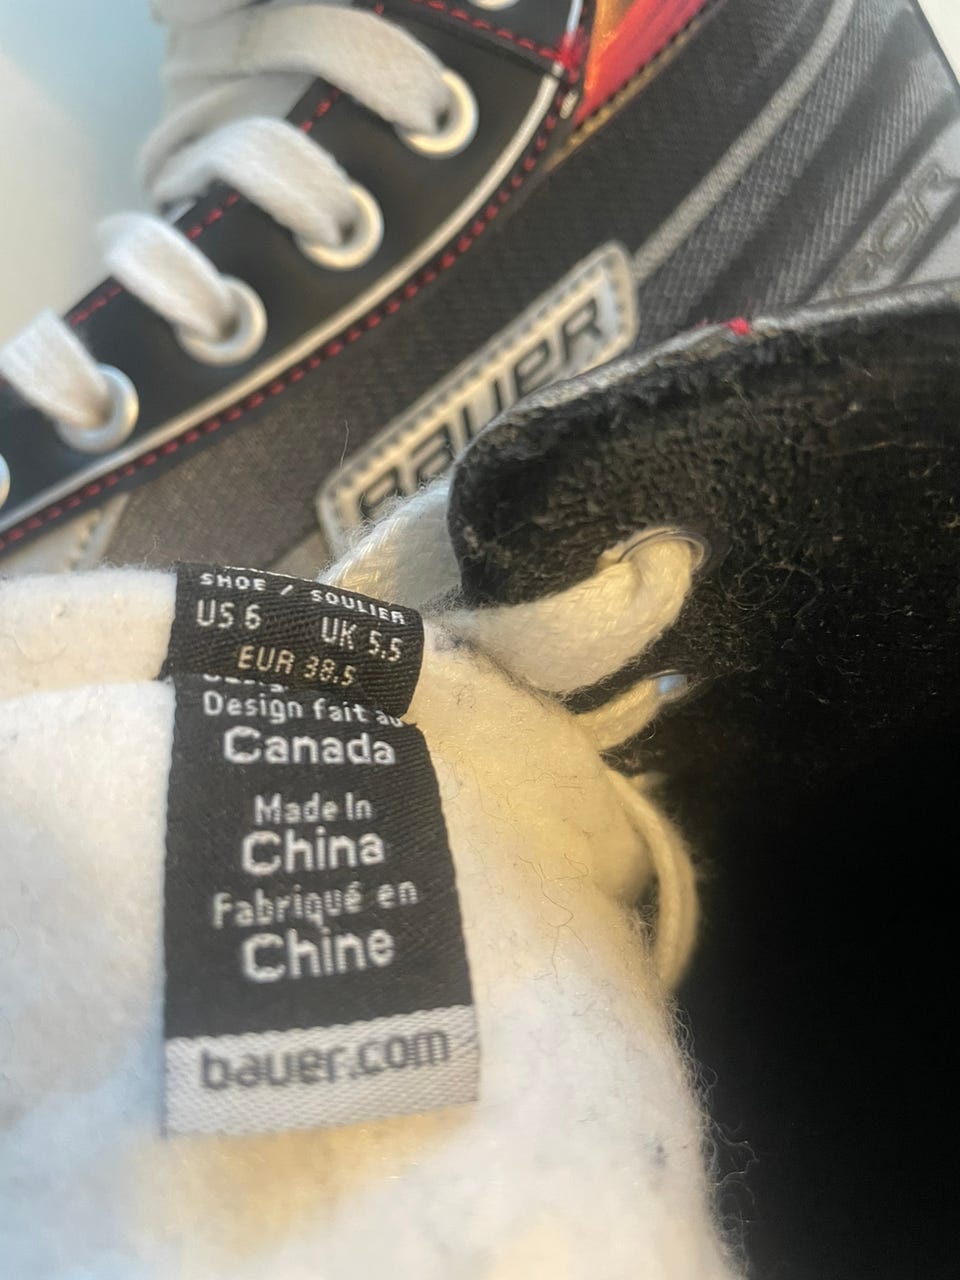 BAUER
SHOE / SOULIER
US 6 UK 5.5
EUR 38.5
Design fait au
Canada
Made In
China
Fabriqué en
Chine
bauer.com